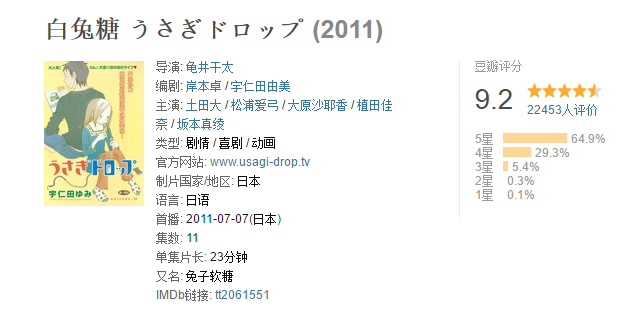 白兔糖 うさぎドロップ (2011)
导演: 亀井干太
编剧: 岸本卓 / 宇仁田由美
主演: 土田大 / 松浦爱弓 / 大原沙耶香 / 植田佳
奈 / 坂本真绫
类型: 剧情 / 喜剧 / 动画
官方网站: www.usagi-drop.tv
制片国家/地区: 日本
语言: 日语
首播: 2011-07-07(日本)
集数: 11
单集片长: 23分钟
又名: 兔子软糖
IMDb链接: tt2061551
豆瓣评分
9.2
22453人评价
5星 64.9%
4星 29.3%
3星 5.4%
2星 0.3%
1星 0.1%
うさぎドロップ
宇仁田ゆみ